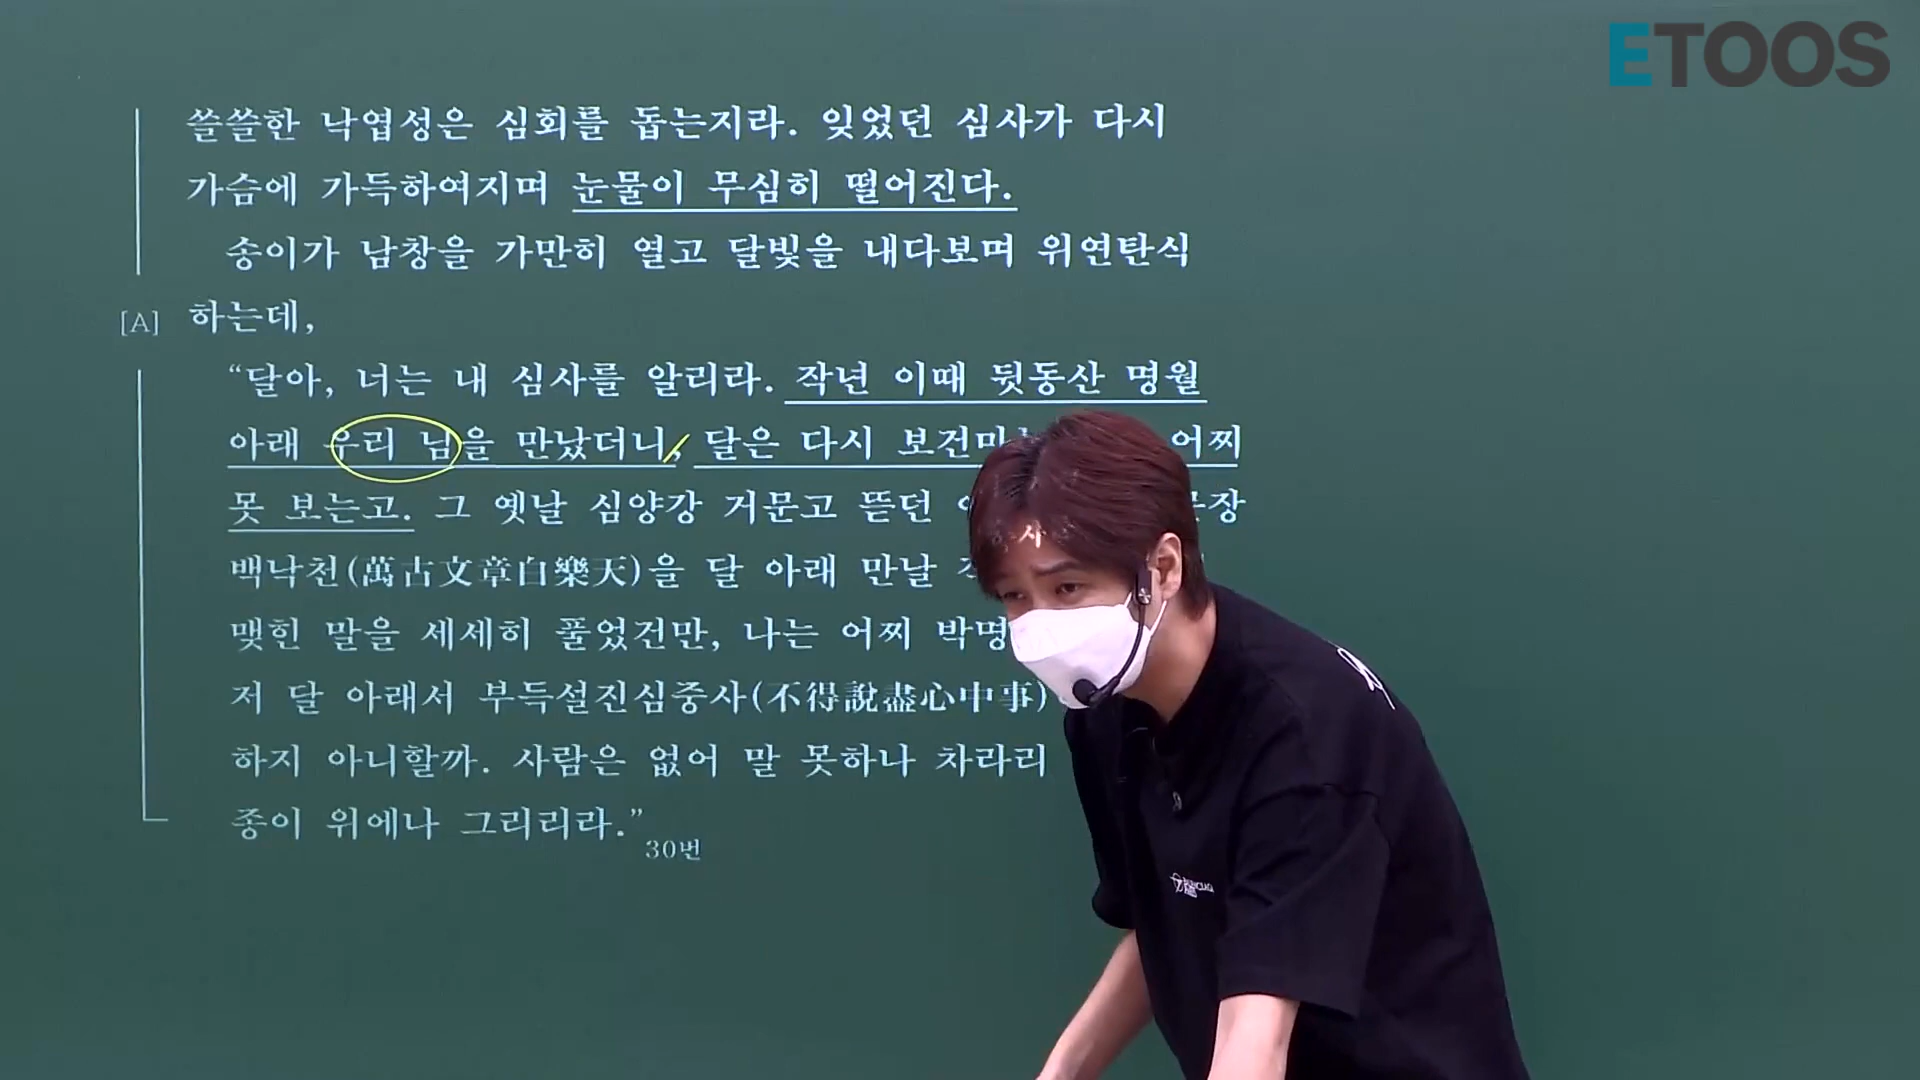 ETOOS
쓸쓸한 낙엽성은 심회를 돕는지라. 잊었던 심사가 다시
가슴에 가득하여지며 눈물이 무심히 떨어진다.
송이가 남창을 가만히 열고 달빛을 내다보며 위연탄식
[A] 하는데,
“달아, 너는 내 심사를 알리라. 작년 이때 뒷동산 명월
아래 우리 님을 만났더니, 달은 다시 보건마 어찌
못 보는고. 그 옛날 심양강 거문고 뜯던
백낙천(萬古文章白樂天)을 달 아래 만날
맺힌 말을 세세히 풀었건만, 나는 어찌 박명
저 달 아래서 부득설진심중사(不得說盡心中事)
하지 아니할까. 사람은 없어 말 못하나 차라리
종이 위에나 그리리라.”
30번